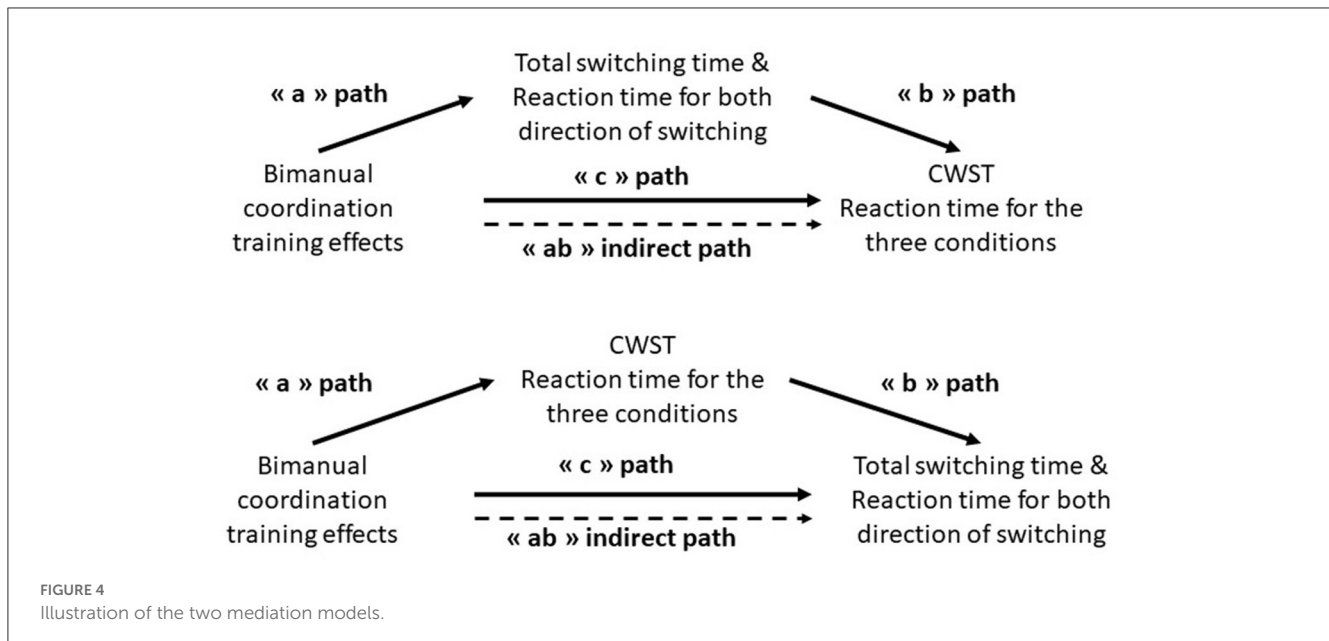 Total switching time &
« a » path
Reaction time for both
« b » path
direction of switching
Bimanual
« c » path
CWST
coordination
Reaction time for the
training effects
« ab » indirect path
three conditions
CWST
« a » path
Reaction time for the
« b » path
three conditions
Bimanual
« c » path
Total switching time &
coordination
Reaction time for both
training effects
« ab » indirect path
direction of switching
FIGURE 4
Illustration of the two mediation models.